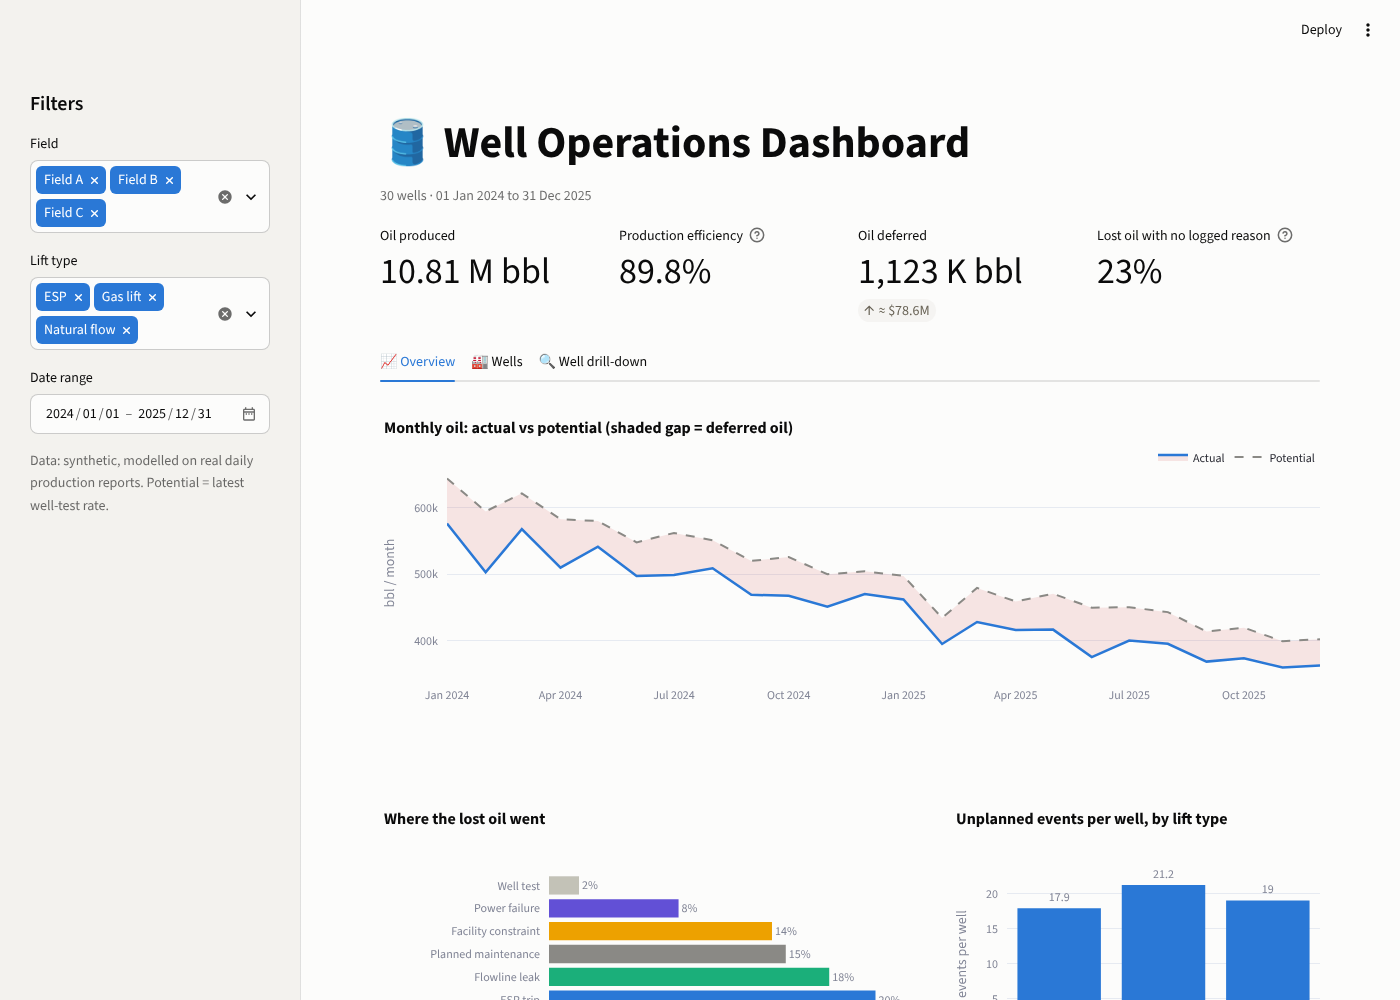 Deploy
Filters
Field
Field A ×
Field B ×
Field C ×
Lift type
ESP ×
Gas lift ×
Natural flow ×
Date range
2024 / 01 / 01 – 2025 / 12 / 31
Data: synthetic, modelled on real daily
production reports. Potential = latest
well-test rate.
Well Operations Dashboard
30 wells · 01 Jan 2024 to 31 Dec 2025
Oil produced
10.81 M bbl
Production efficiency
89.8%
Oil deferred
1,123 K bbl
↑ ≈ $78.6M
Lost oil with no logged reason
23%
Overview
Wells
Well drill-down
Monthly oil: actual vs potential (shaded gap = deferred oil)
Actual
Potential
bbl / month
600k
500k
400k
Jan 2024
Apr 2024
Jul 2024
Oct 2024
Jan 2025
Apr 2025
Jul 2025
Oct 2025
Where the lost oil went
Well test 2%
Power failure 8%
Facility constraint 14%
Planned maintenance 15%
Flowline leak 18%
ESP trip 20%
Unplanned events per well, by lift type
events per well
20
15
10
5
17.9
21.2
19